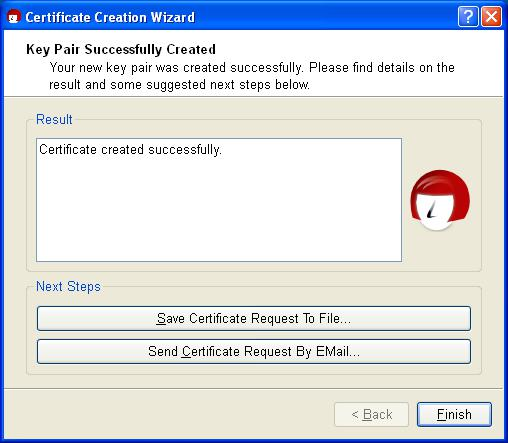 Certificate Creation Wizard
Key Pair Successfully Created
Your new key pair was created successfully. Please find details on the
result and some suggested next steps below.
Result
Certificate created successfully.
Next Steps
Save Certificate Request To File...
Send Certificate Request By EMail...
< Back
Finish